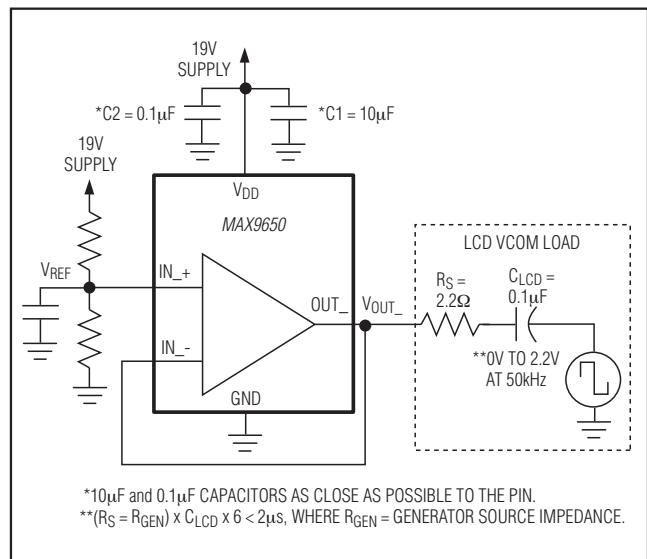 19V
SUPPLY
*C2 = 0.1µF
*C1 = 10µF
19V
SUPPLY
VDD
MAX9650
LCD VCOM LOAD
VREF
IN_+
RS =
2.2Ω
CLCD =
0.1µF
OUT_
VOUT_
IN_-
**0V TO 2.2V
AT 50kHz
GND
*10µF and 0.1µF CAPACITORS AS CLOSE AS POSSIBLE TO THE PIN.
**(RS = RGEN) x CLCD x 6 < 2µs, WHERE RGEN = GENERATOR SOURCE IMPEDANCE.